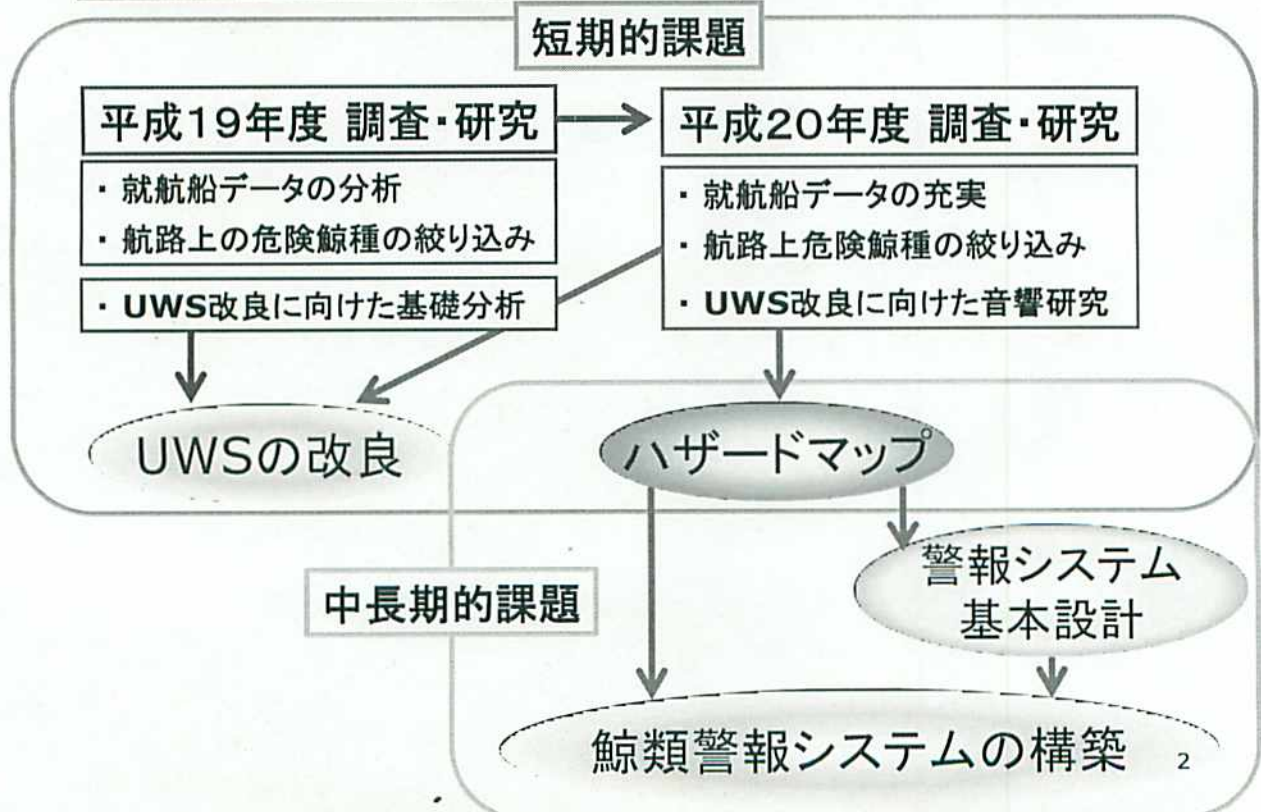 短期的課題
平成19年度 調査・研究
・ 就航船データの分析
・ 航路上の危険鯨種の絞り込み
・ UWS改良に向けた基礎分析
平成20年度 調査・研究
・ 就航船データの充実
・ 航路上危険鯨種の絞り込み
・ UWS改良に向けた音響研究
UWSの改良
ハザードマップ
中長期的課題
警報システム
基本設計
鯨類警報システムの構築
2